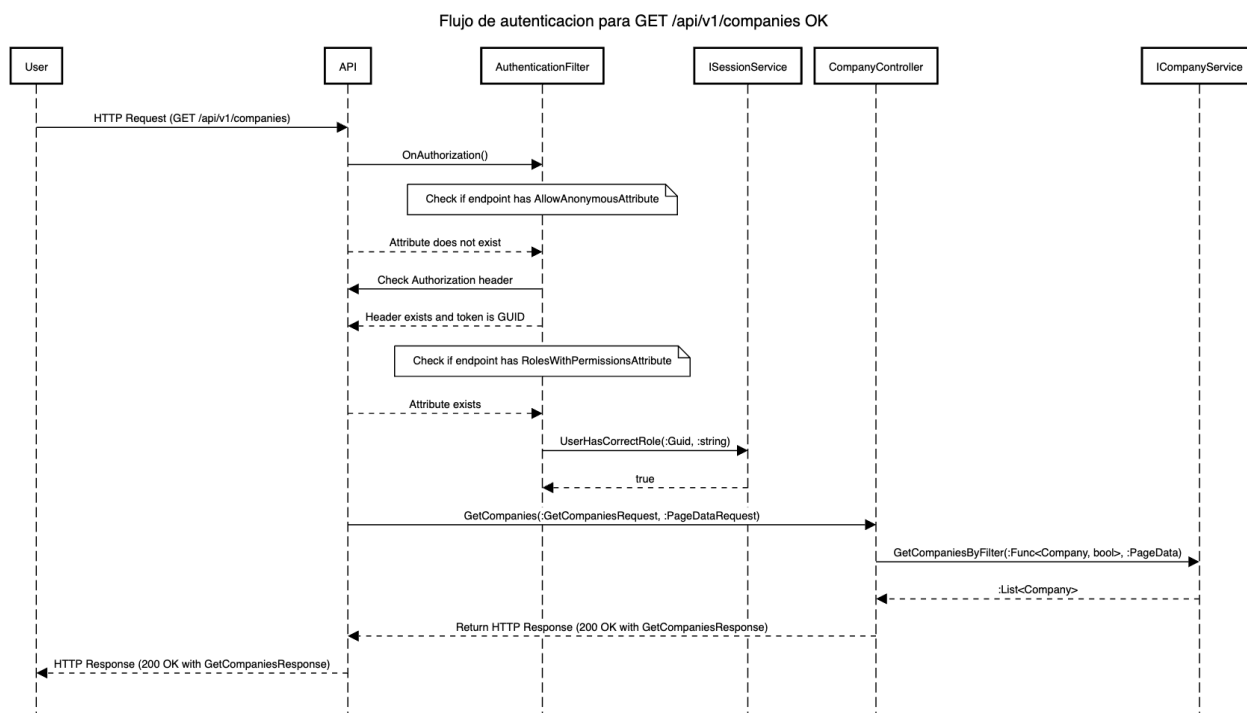 Flujo de autenticacion para GET /api/v1/companies OK
User
API
AuthenticationFilter
ISessionService
CompanyController
ICompanyService
HTTP Request (GET /api/v1/companies)
OnAuthorization()
Check if endpoint has AllowAnonymousAttribute
Attribute does not exist
Check Authorization header
Header exists and token is GUID
Check if endpoint has RolesWithPermissionsAttribute
Attribute exists
UserHasCorrectRole(:Guid, :string)
true
GetCompanies(:GetCompaniesRequest, :PageDataRequest)
GetCompaniesByFilter(:Func<Company, bool>, :PageData)
:List<Company>
Return HTTP Response (200 OK with GetCompaniesResponse)
HTTP Response (200 OK with GetCompaniesResponse)